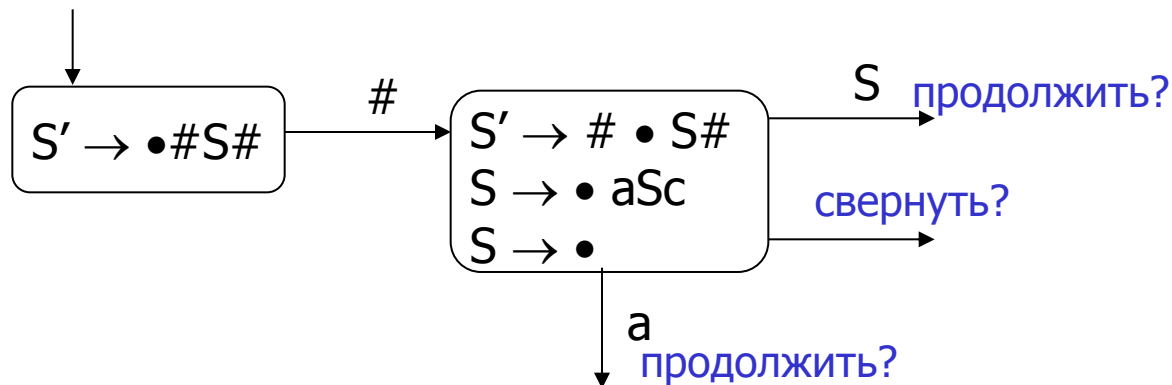 #
S продолжить?
S′ → •#S#
S′ → # • S#
S → • aSc
S → •
свернуть?
a
продолжить?